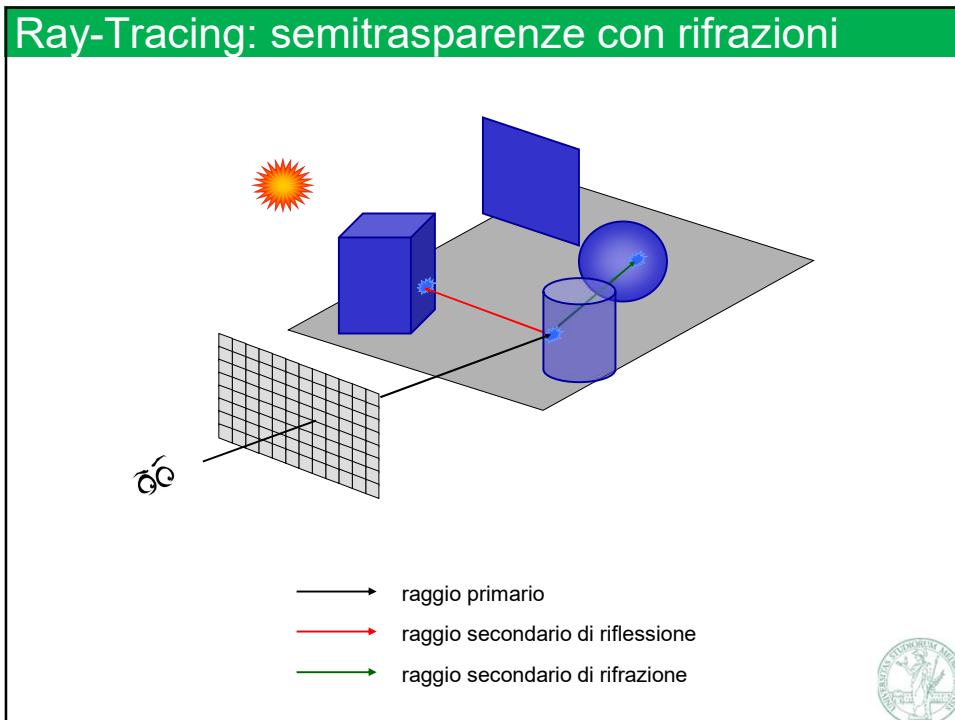 Ray-Tracing: semitrasparenze con rifrazioni
raggio primario
raggio secondario di riflessione
raggio secondario di rifrazione